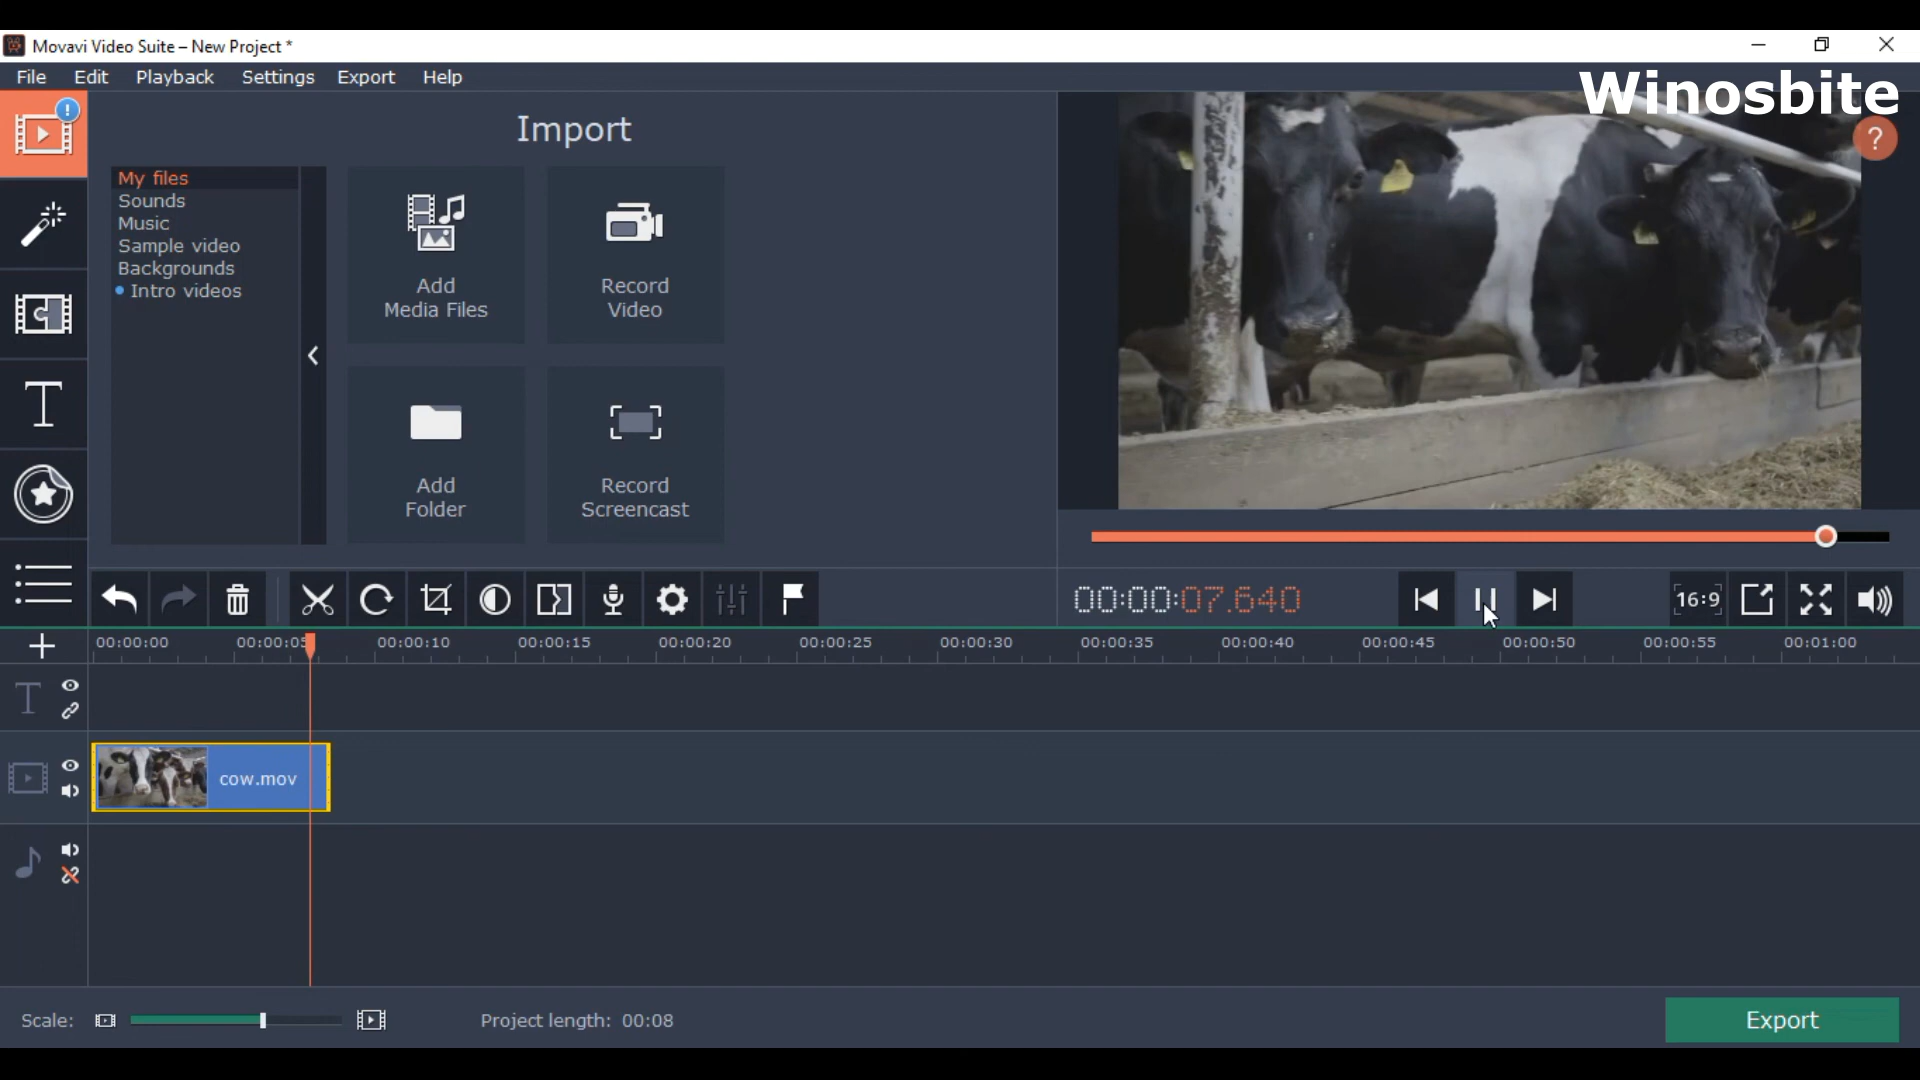 Movavi Video Suite – New Project *
File Edit Playback Settings Export Help
Winosbite
?
!
Import
My files
Sounds
Music
Sample video
Backgrounds
Intro videos
Add
Media Files
Record
Video
Add
Folder
Record
Screencast
00:00:07.640
16:9
00:00:00 00:00:05 00:00:10 00:00:15 00:00:20 00:00:25 00:00:30 00:00:35 00:00:40 00:00:45 00:00:50 00:00:55 00:01:00
cow.mov
Scale:
Project length: 00:08
Export